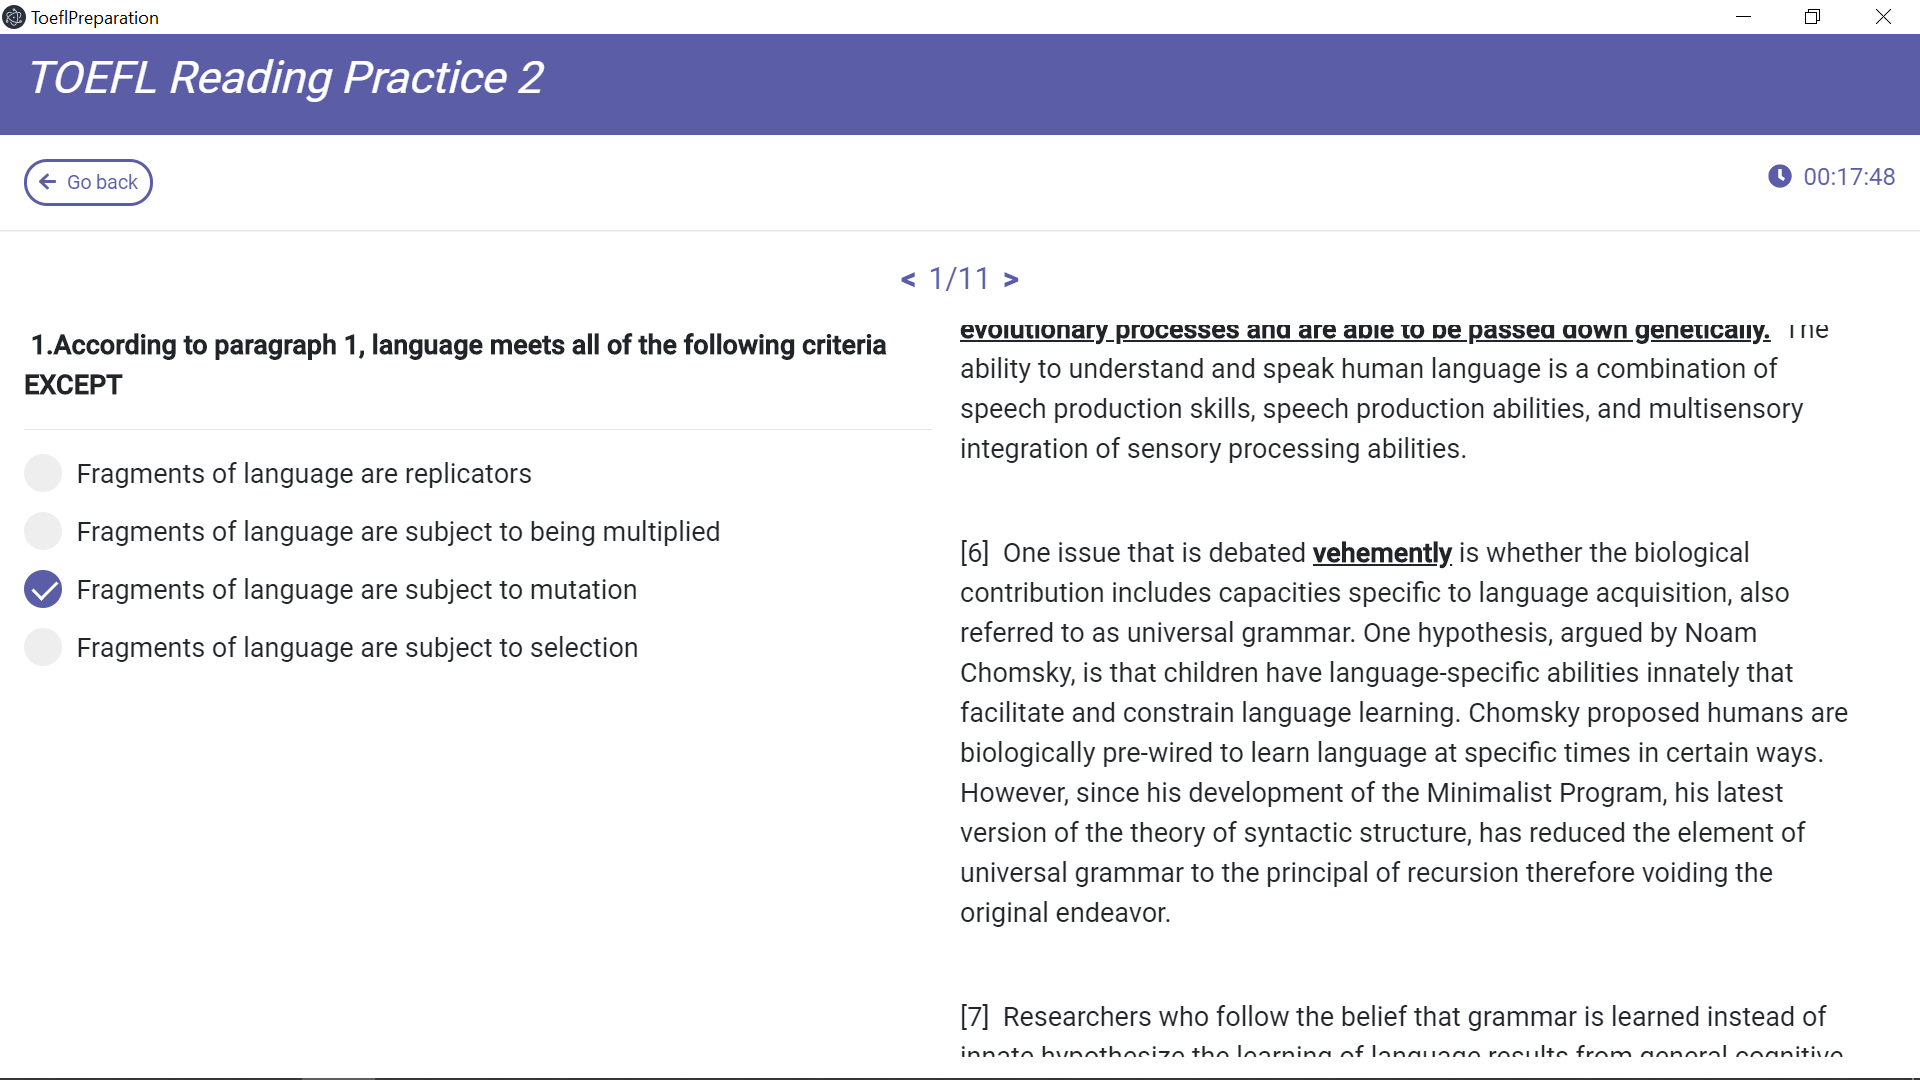 ToeflPreparation
TOEFL Reading Practice 2
Go back
00:17:48
< 1/11 >
1.According to paragraph 1, language meets all of the following criteria
EXCEPT
Fragments of language are replicators
Fragments of language are subject to being multiplied
Fragments of language are subject to mutation
Fragments of language are subject to selection
evolutionary processes and are able to be passed down genetically. The
ability to understand and speak human language is a combination of
speech production skills, speech production abilities, and multisensory
integration of sensory processing abilities.
[6] One issue that is debated vehemently is whether the biological
contribution includes capacities specific to language acquisition, also
referred to as universal grammar. One hypothesis, argued by Noam
Chomsky, is that children have language-specific abilities innately that
facilitate and constrain language learning. Chomsky proposed humans are
biologically pre-wired to learn language at specific times in certain ways.
However, since his development of the Minimalist Program, his latest
version of the theory of syntactic structure, has reduced the element of
universal grammar to the principal of recursion therefore voiding the
original endeavor.
[7] Researchers who follow the belief that grammar is learned instead of
innate hypothesize the learning of language results from general cognitive